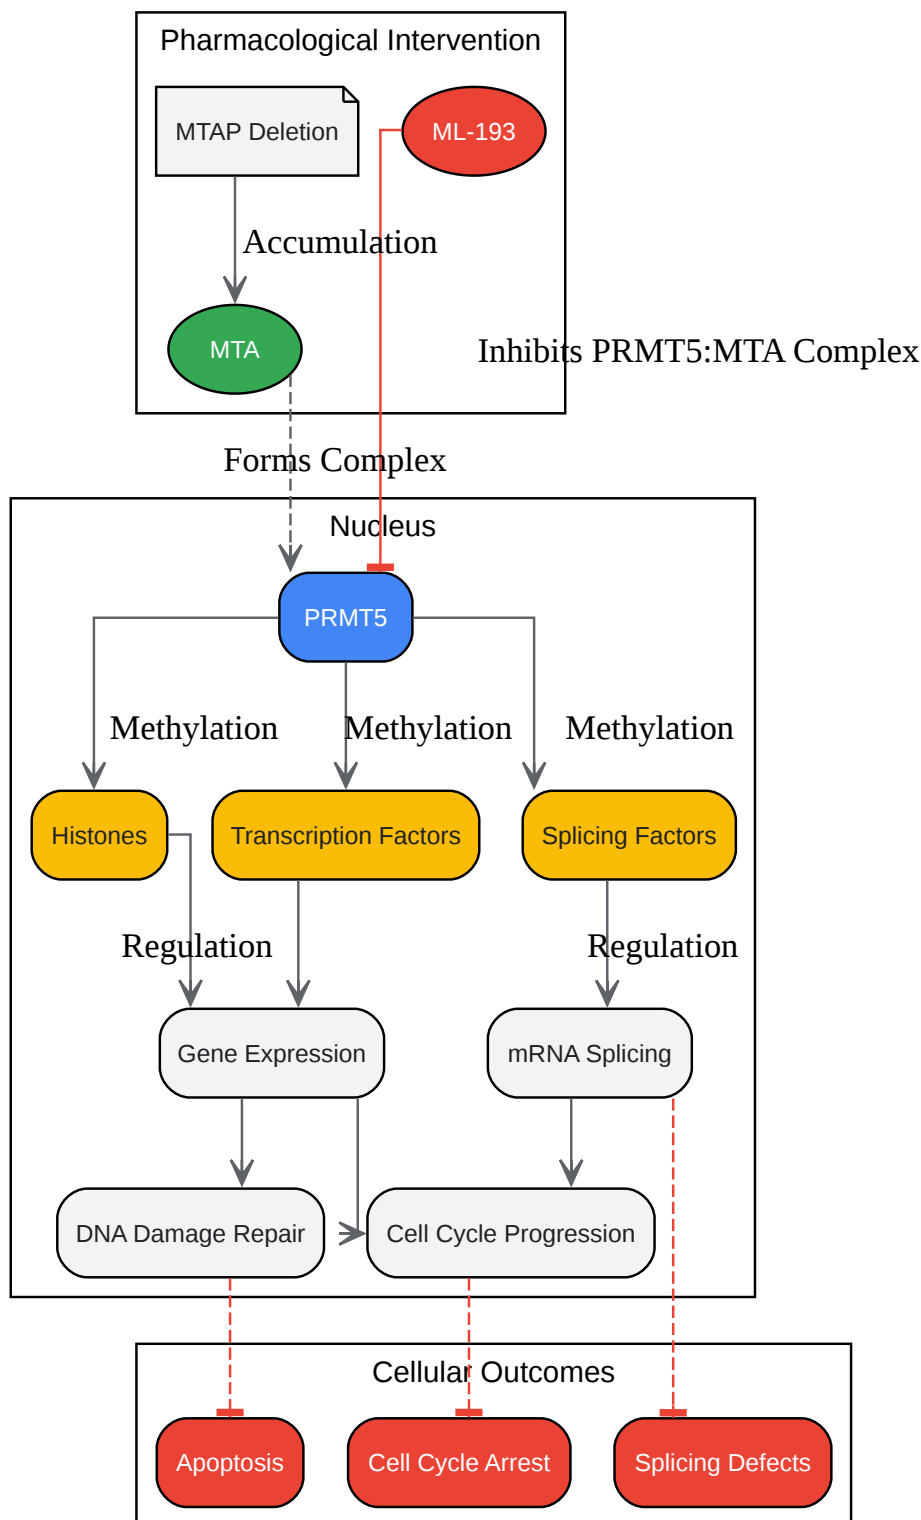 Pharmacological Intervention
MTAP Deletion
ML-193
Accumulation
MTA
Inhibits PRMT5:MTA Complex
Forms Complex
Nucleus
PRMT5
Methylation
Methylation
Methylation
Histones
Transcription Factors
Splicing Factors
Regulation
Regulation
Gene Expression
mRNA Splicing
DNA Damage Repair
Cell Cycle Progression
Cellular Outcomes
Apoptosis
Cell Cycle Arrest
Splicing Defects